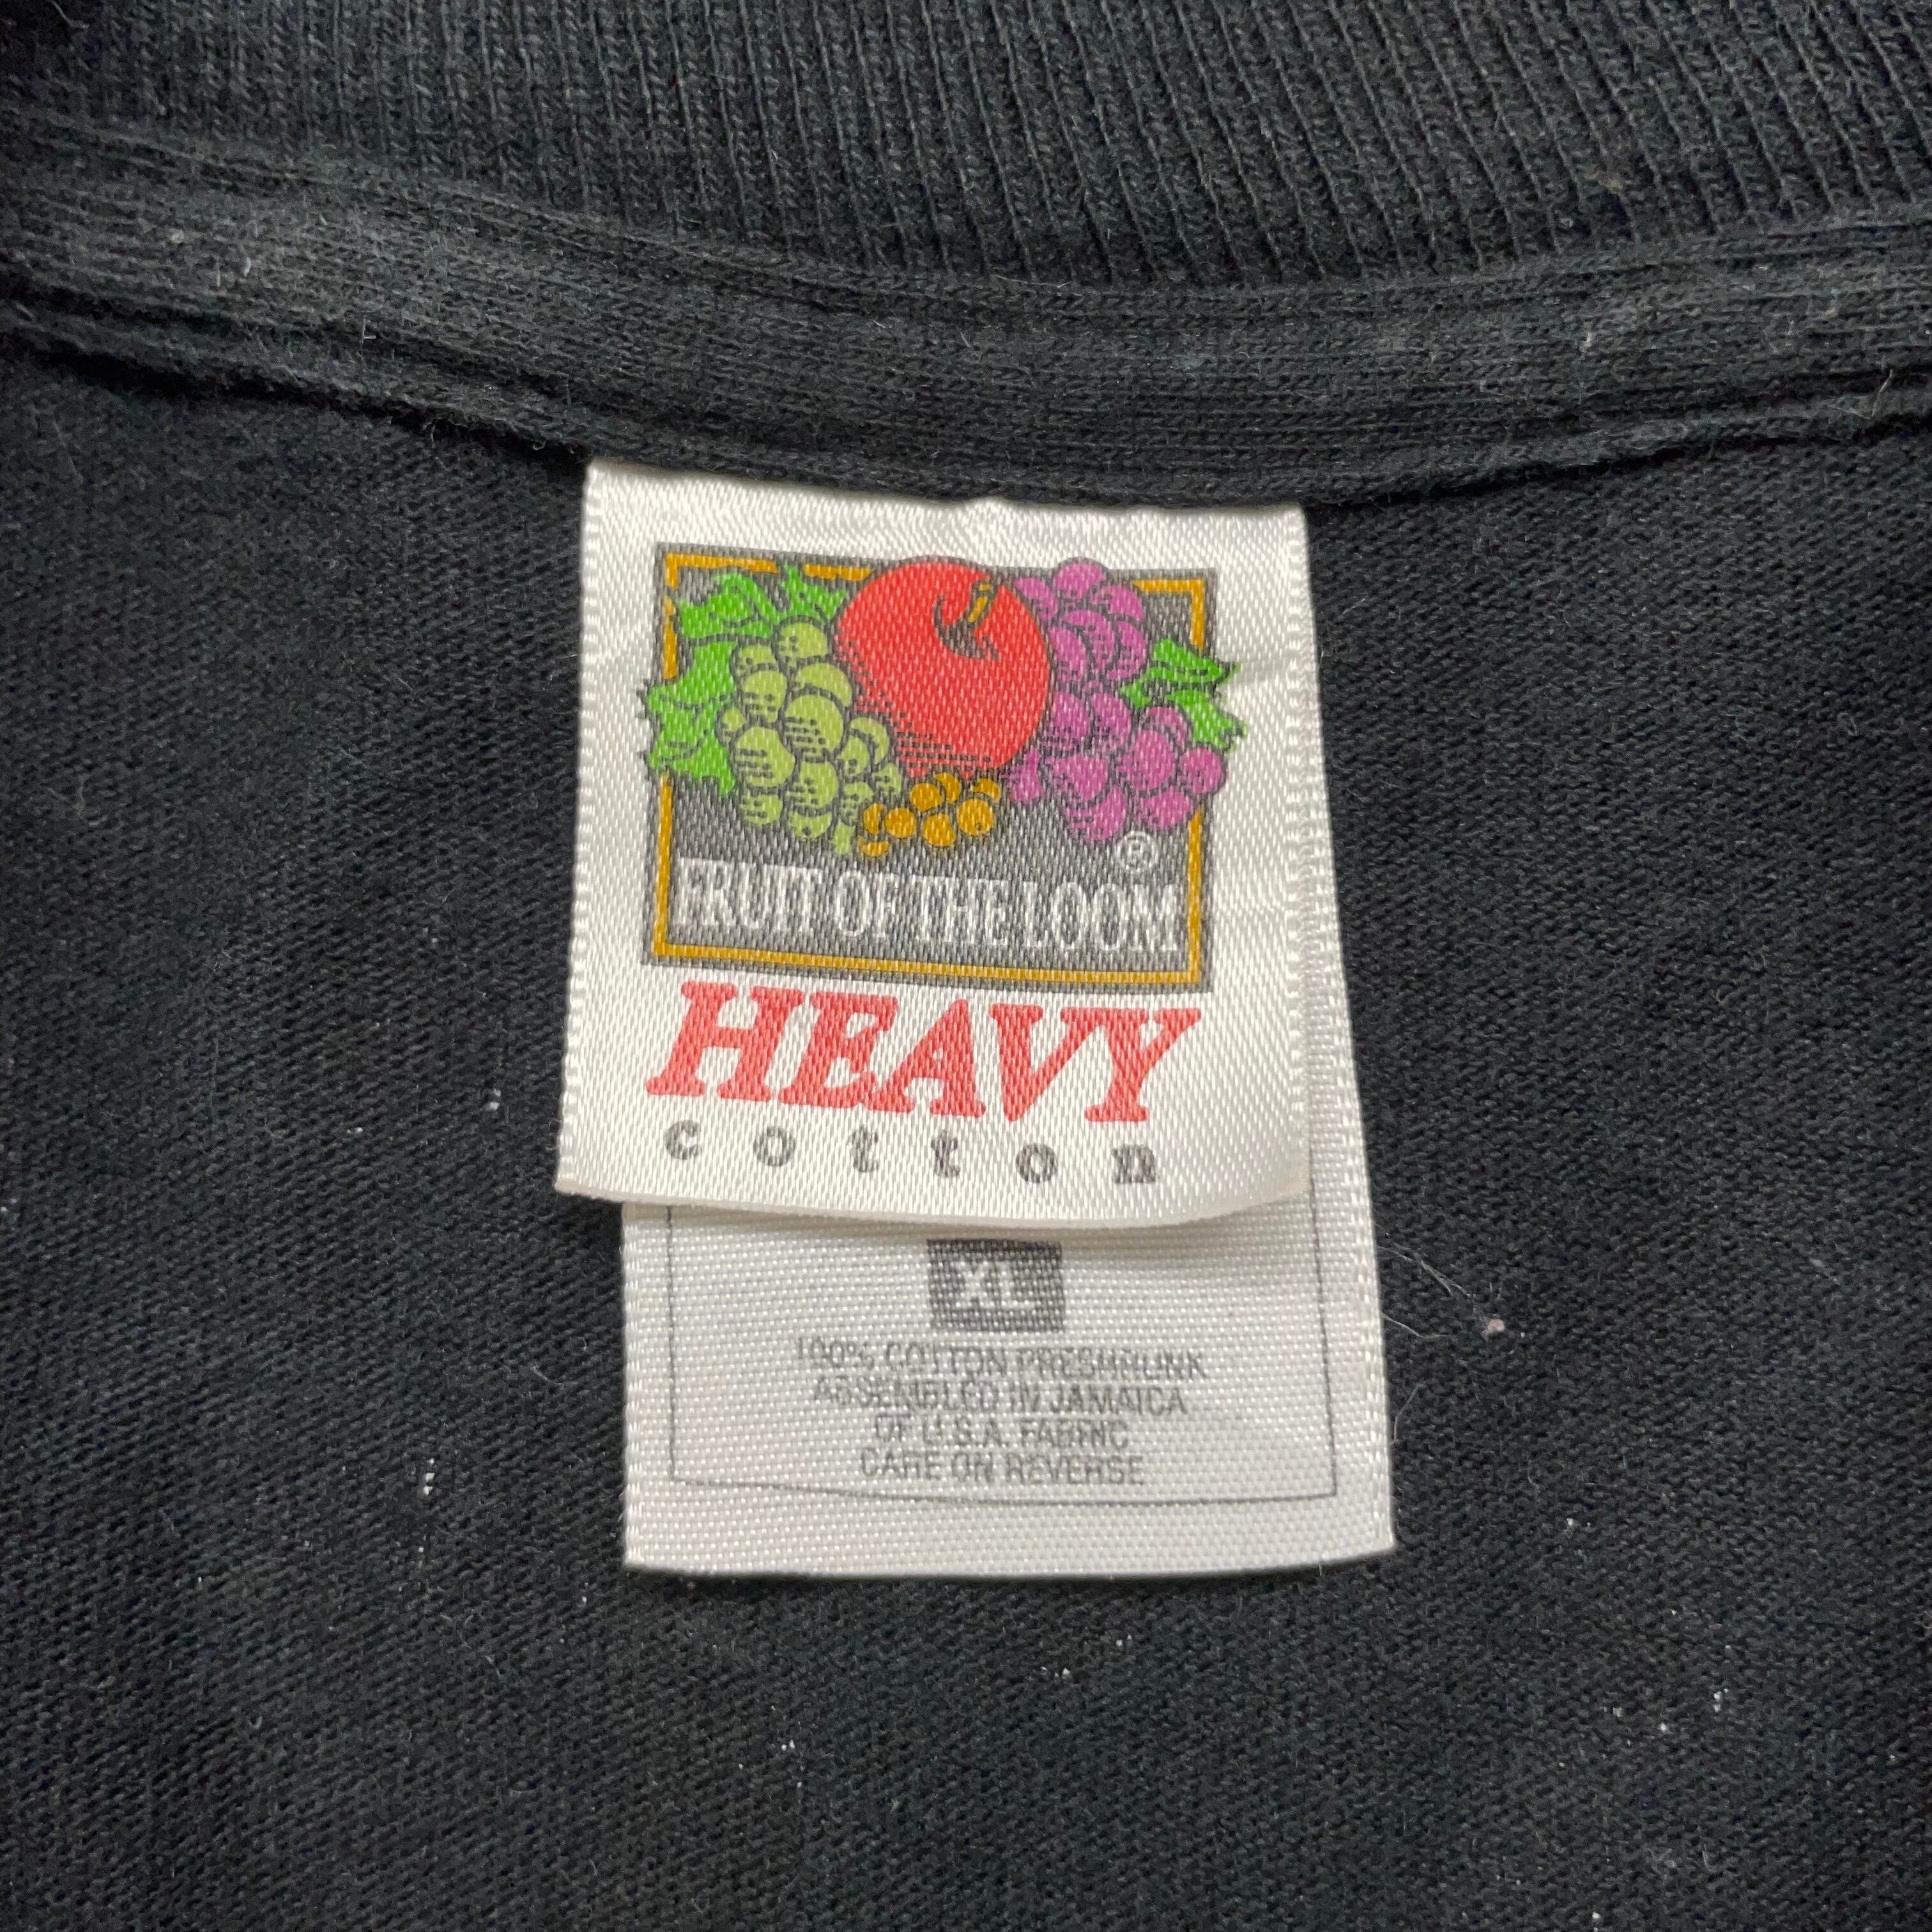 ®
FRUIT OF THE LOOM
HEAVY
cotton
XL
100% COTTON PRESHRUNK
ASSEMBLED IN JAMAICA
OF U.S.A. FABRIC
CARE ON REVERSE